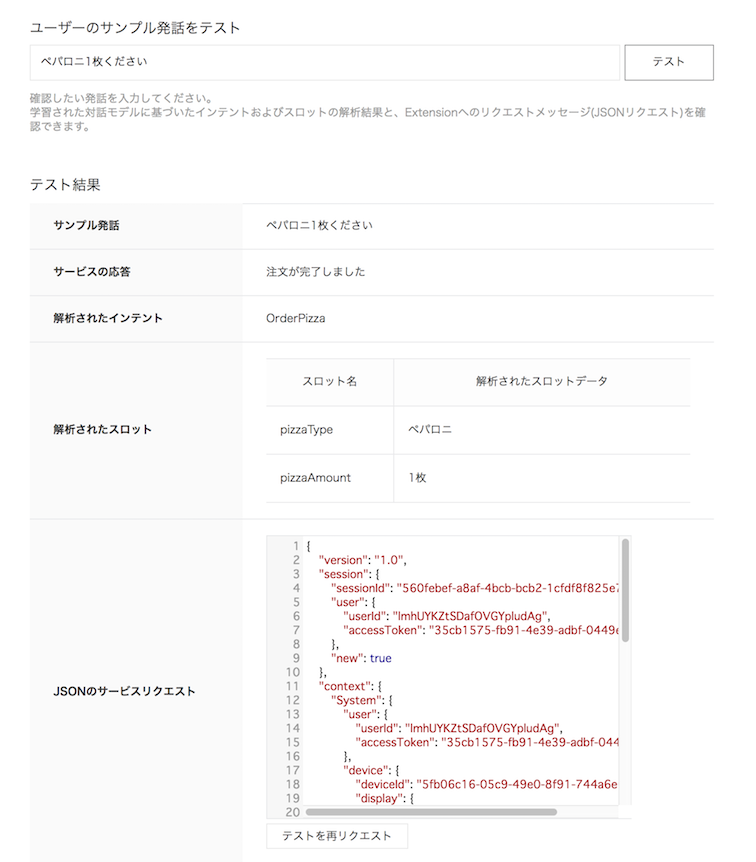 ユーザーのサンプル発話をテスト
ペパロニ1枚ください
テスト
確認したい発話を入力してください。
学習された対話モデルに基づいたインテントおよびスロットの解析結果と、Extensionへのリクエストメッセージ(JSONリクエスト)を確
認できます。
テスト結果
サンプル発話
ペパロニ1枚ください
サービスの応答
注文が完了しました
解析されたインテント
OrderPizza
解析されたスロット
スロット名
解析されたスロットデータ
pizzaType
ペパロニ
pizzaAmount
1枚
JSONのサービスリクエスト
1 {
2 "version": "1.0",
3 "session": {
4 "sessionId": "560febef-a8af-4bcb-bcb2-1cfdf8f825e7
5 "user": {
6 "userId": "lmhUYKZtSDafOVGYpludAg",
7 "accessToken": "35cb1575-fb91-4e39-adbf-0449e
8 },
9 "new": true
10 },
11 "context": {
12 "System": {
13 "user": {
14 "userId": "lmhUYKZtSDafOVGYpludAg",
15 "accessToken": "35cb1575-fb91-4e39-adbf-044
16 },
17 "device": {
18 "deviceId": "5fb06c16-05c9-49e0-8f91-744a6e
19 "display": {
20
テストを再リクエスト